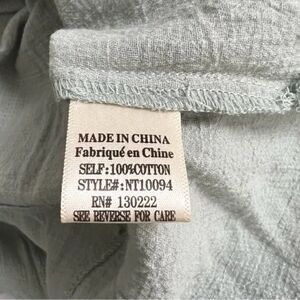 MADE IN CHINA
Fabriqué en Chine
SELF:100%COTTON
STYLE#:NT10094
RN# 130222
SEE REVERSE FOR CARE